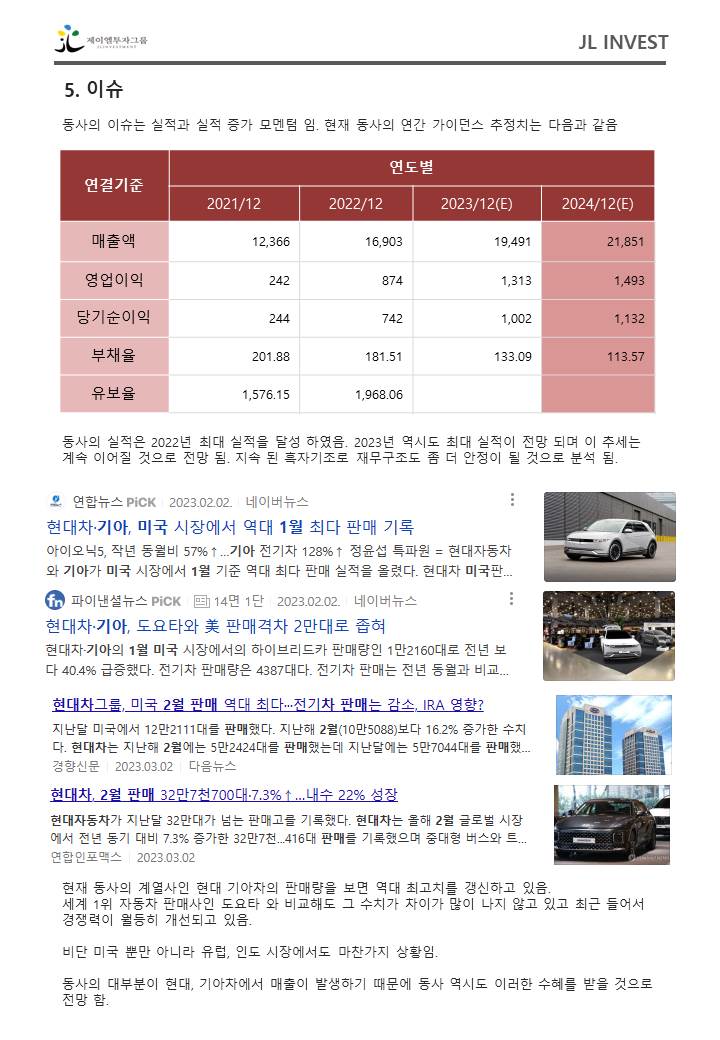 제이엘투자그룹
JL INVESTMENT
JL INVEST
5. 이슈
동사의 이슈는 실적과 실적 증가 모멘텀 임. 현재 동사의 연간 가이던스 추정치는 다음과 같음
연결기준
연도별
2021/12 2022/12 2023/12(E) 2024/12(E)
매출액 12,366 16,903 19,491 21,851
영업이익 242 874 1,313 1,493
당기순이익 244 742 1,002 1,132
부채율 201.88 181.51 133.09 113.57
유보율 1,576.15 1,968.06
동사의 실적은 2022년 최대 실적을 달성 하였음. 2023년 역시도 최대 실적이 전망 되며 이 추세는
계속 이어질 것으로 전망 됨. 지속 된 흑자기조로 재무구조도 좀 더 안정이 될 것으로 분석 됨.
연합뉴스 PiCK 2023.02.02. 네이버뉴스
현대차·기아, 미국 시장에서 역대 1월 최다 판매 기록
아이오닉5, 작년 동월비 57%↑...기아 전기차 128%↑ 정윤섭 특파원 = 현대자동차
와 기아가 미국 시장에서 1월 기준 역대 최다 판매 실적을 올렸다. 현대차 미국판...
fn 파이낸셜뉴스 PiCK 14면 1단 2023.02.02. 네이버뉴스
현대차·기아, 도요타와 美 판매격차 2만대로 좁혀
현대차·기아의 1월 미국 시장에서의 하이브리드카 판매량은 1만2160대로 전년 보
다 40.4% 급증했다. 전기차 판매량은 4387대다. 전기차 판매는 전년 동월과 비교...
현대차그룹, 미국 2월 판매 역대 최다…전기차 판매는 감소, IRA 영향?
지난달 미국에서 12만2111대를 판매했다. 지난해 2월(10만5088)보다 16.2% 증가한 수치
다. 현대차는 지난해 2월에는 5만2424대를 판매했는데 지난달에는 5만7044대를 판매했...
경향신문 2023.03.02 다음뉴스
현대차, 2월 판매 32만7천700대·7.3%↑…내수 22% 성장
현대자동차가 지난달 32만대가 넘는 판매고를 기록했다. 현대차는 올해 2월 글로벌 시장
에서 전년 동기 대비 7.3% 증가한 32만7천...416대 판매를 기록했으며 중대형 버스와 트...
연합인포맥스 2023.03.02
현재 동사의 계열사인 현대 기아차의 판매량을 보면 역대 최고치를 갱신하고 있음.
세계 1위 자동차 판매사인 도요타 와 비교해도 그 수치가 차이가 많이 나지 않고 있고 최근 들어서
경쟁력이 월등히 개선되고 있음.
비단 미국 뿐만 아니라 유럽, 인도 시장에서도 마찬가지 상황임.
동사의 대부분이 현대, 기아차에서 매출이 발생하기 때문에 동사 역시도 이러한 수혜를 받을 것으로
전망 함.